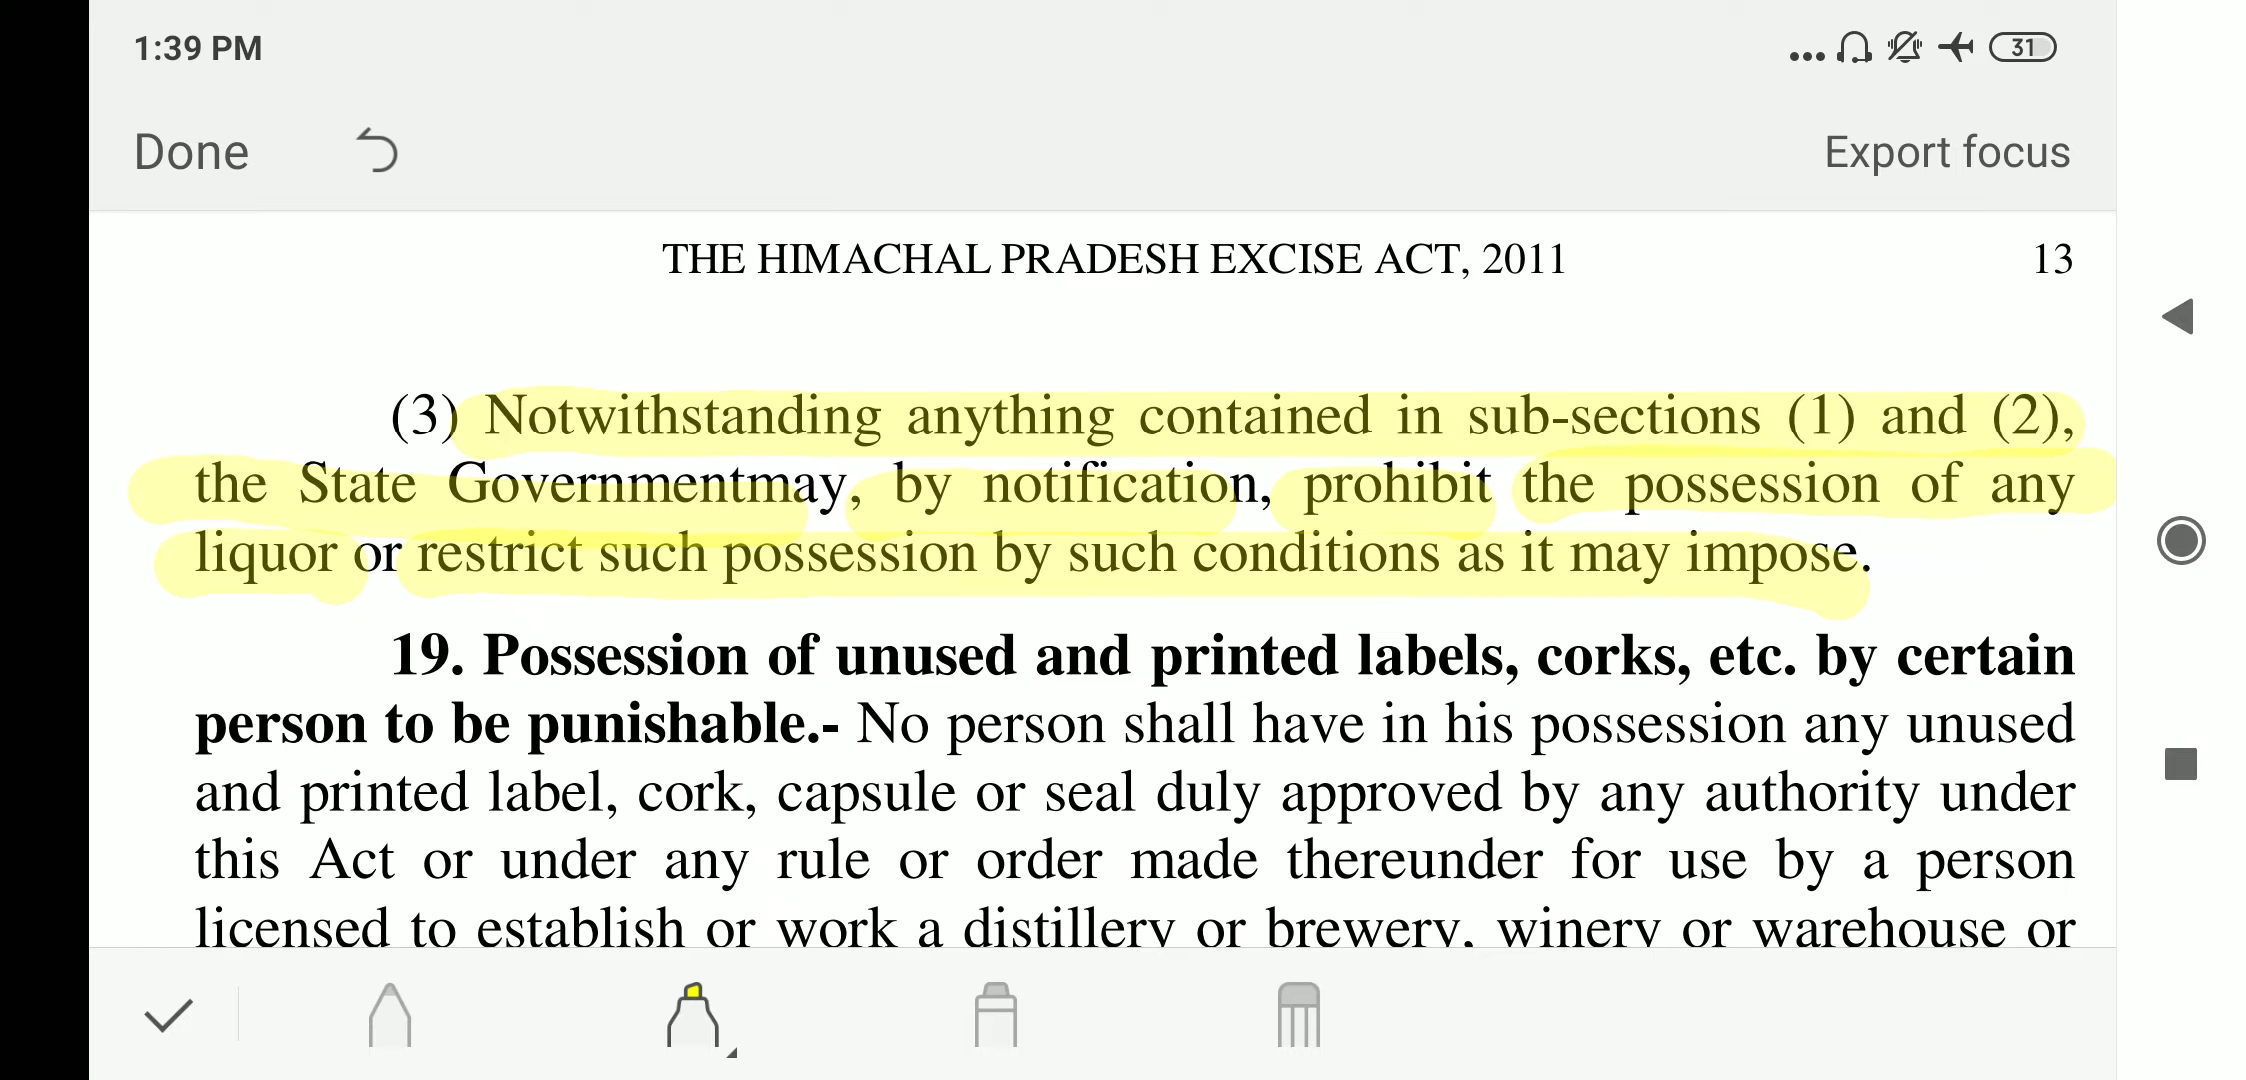 1:39 PM
31
Done
Export focus
THE HIMACHAL PRADESH EXCISE ACT, 2011 13
(3) Notwithstanding anything contained in sub-sections (1) and (2),
the State Governmentmay, by notification, prohibit the possession of any
liquor or restrict such possession by such conditions as it may impose.
19. Possession of unused and printed labels, corks, etc. by certain
person to be punishable.- No person shall have in his possession any unused
and printed label, cork, capsule or seal duly approved by any authority under
this Act or under any rule or order made thereunder for use by a person
licensed to establish or work a distillery or brewery, winery or warehouse or